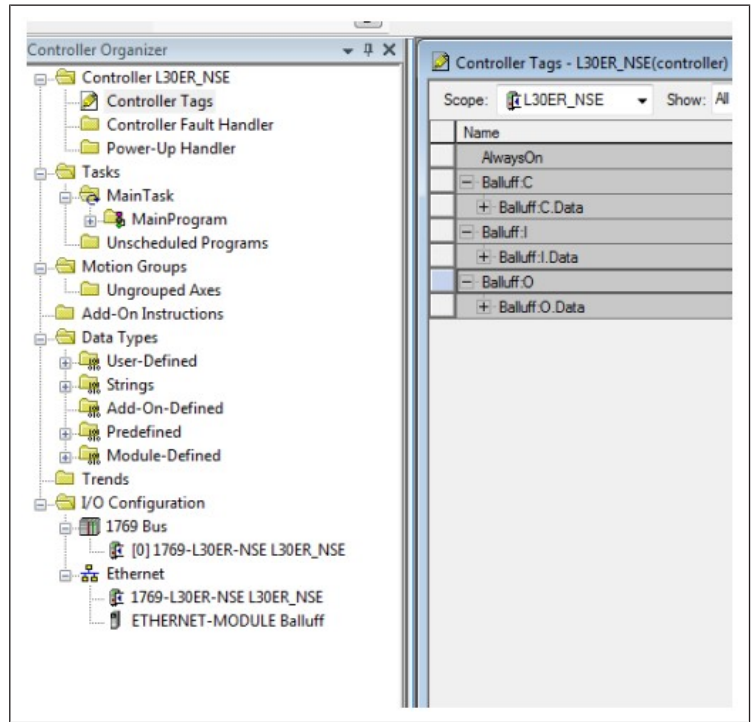 Controller Organizer
Controller L30ER_NSE
Controller Tags
Controller Fault Handler
Power-Up Handler
Tasks
MainTask
MainProgram
Unscheduled Programs
Motion Groups
Ungrouped Axes
Add-On Instructions
Data Types
User-Defined
Strings
Add-On-Defined
Predefined
Module-Defined
Trends
I/O Configuration
1769 Bus
[0] 1769-L30ER-NSE L30ER_NSE
Ethernet
1769-L30ER-NSE L30ER_NSE
ETHERNET-MODULE Balluff
Controller Tags - L30ER_NSE(controller)
Scope: L30ER_NSE Show: All
Name
AlwaysOn
Balluff:C
Balluff:C.Data
Balluff:I
Balluff:I.Data
Balluff:O
Balluff:O.Data